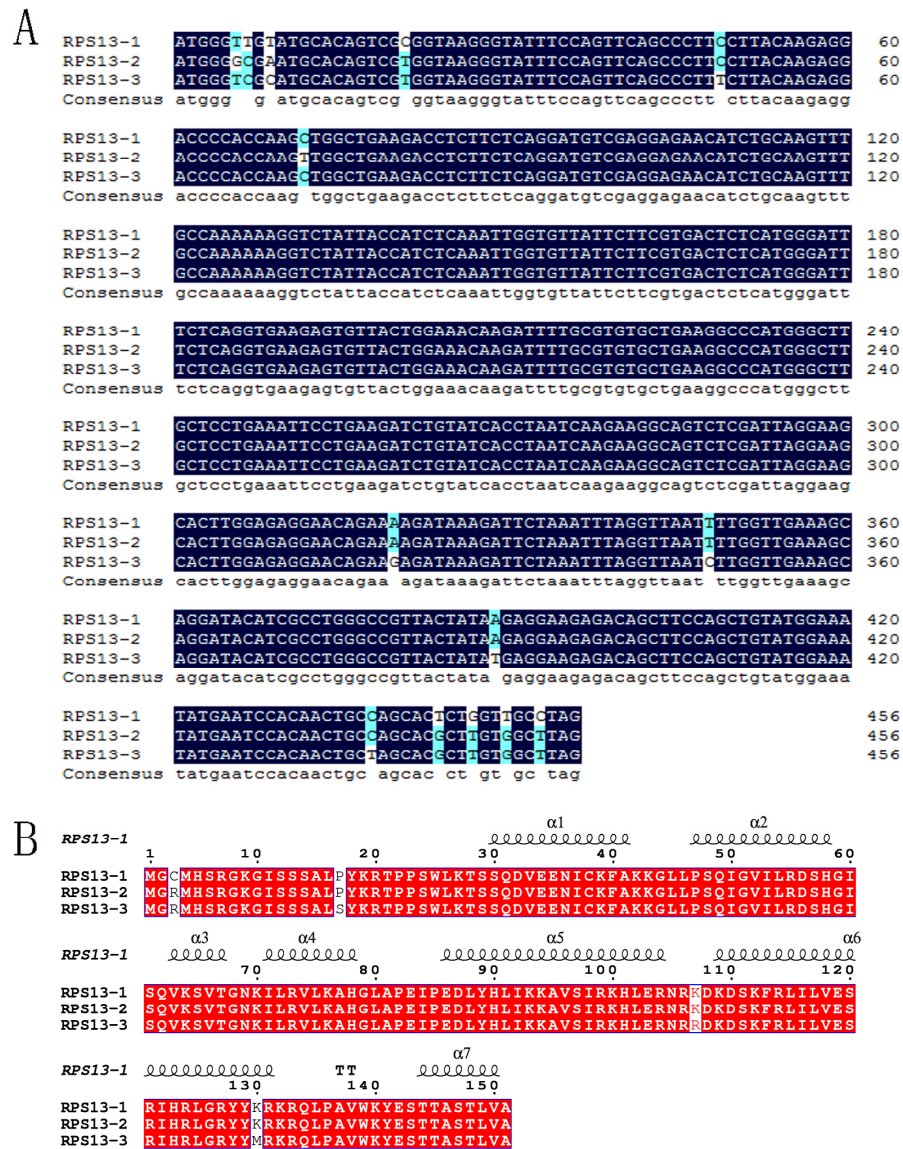 A
RPS13-1 ATGGGTTGTATGCACAGTCGCGGTAAGGGTATTTCCAGTTCAGCCCTTCCTTACAAGAGG 60
RPS13-2 ATGGGGCGAATGCACAGTCGTGGTAAGGGTATTTCCAGTTCAGCCCTTCCTTACAAGAGG 60
RPS13-3 ATGGGTCGCATGCACAGTCGTGGTAAGGGTATTTCCAGTTCAGCCCTTTCTTACAAGAGG 60
Consensus atggg  g atgcacagtcg ggtaagggtatttccagttcagccctt cttacaagagg
RPS13-1 ACCCCACCAAGCTGGCTGAAGACCTCTTCTCAGGATGTCGAGGAGAACATCTGCAAGTTT 120
RPS13-2 ACCCCACCAAGTTGGCTGAAGACCTCTTCTCAGGATGTCGAGGAGAACATCTGCAAGTTT 120
RPS13-3 ACCCCACCAAGCTGGCTGAAGACCTCTTCTCAGGATGTCGAGGAGAACATCTGCAAGTTT 120
Consensus accccaccaag tggctgaagacctcttctcaggatgtcgaggagaacatctgcaagttt
RPS13-1 GCCAAAAAAGGTCTATTACCATCTCAAATTGGTGTTATTCTTCGTGACTCTCATGGGATT 180
RPS13-2 GCCAAAAAAGGTCTATTACCATCTCAAATTGGTGTTATTCTTCGTGACTCTCATGGGATT 180
RPS13-3 GCCAAAAAAGGTCTATTACCATCTCAAATTGGTGTTATTCTTCGTGACTCTCATGGGATT 180
Consensus gccaaaaaaggtctattaccatctcaaattggtgttattcttcgtgactctcatgggatt
RPS13-1 TCTCAGGTGAAGAGTGTTACTGGAAACAAGATTTTGCGTGTGCTGAAGGCCCATGGGCTT 240
RPS13-2 TCTCAGGTGAAGAGTGTTACTGGAAACAAGATTTTGCGTGTGCTGAAGGCCCATGGGCTT 240
RPS13-3 TCTCAGGTGAAGAGTGTTACTGGAAACAAGATTTTGCGTGTGCTGAAGGCCCATGGGCTT 240
Consensus tctcaggtgaagagtgttactggaaacaagattttgcgtgtgctgaaggcccatgggctt
RPS13-1 GCTCCTGAAATTCCTGAAGATCTGTATCACCTAATCAAGAAGGCAGTCTCGATTAGGAAG 300
RPS13-2 GCTCCTGAAATTCCTGAAGATCTGTATCACCTAATCAAGAAGGCAGTCTCGATTAGGAAG 300
RPS13-3 GCTCCTGAAATTCCTGAAGATCTGTATCACCTAATCAAGAAGGCAGTCTCGATTAGGAAG 300
Consensus gctcctgaaattcctgaagatctgtatcacctaatcaagaaggcagtctcgattaggaag
RPS13-1 CACTTGGAGAGGAACAGAAAAGATAAAGATTCTAAATTTAGGTTAATTTTGGTTGAAAGC 360
RPS13-2 CACTTGGAGAGGAACAGAAAAGATAAAGATTCTAAATTTAGGTTAATTTTGGTTGAAAGC 360
RPS13-3 CACTTGGAGAGGAACAGAAGAGATAAAGATTCTAAATTTAGGTTAATCTTGGTTGAAAGC 360
Consensus cacttggagaggaacagaa agataaagattctaaatttaggttaat ttggttgaaagc
RPS13-1 AGGATACATCGCCTGGGCCGTTACTATAAGAGGAAGAGACAGCTTCCAGCTGTATGGAAA 420
RPS13-2 AGGATACATCGCCTGGGCCGTTACTATAAGAGGAAGAGACAGCTTCCAGCTGTATGGAAA 420
RPS13-3 AGGATACATCGCCTGGGCCGTTACTATATGAGGAAGAGACAGCTTCCAGCTGTATGGAAA 420
Consensus aggatacatcgcctgggccgttactata gaggaagagacagcttccagctgtatggaaa
RPS13-1 TATGAATCCACAACTGCCAGCACTCTGGTTGCCTAG 456
RPS13-2 TATGAATCCACAACTGCCAGCACGCTTGTGGCTTAG 456
RPS13-3 TATGAATCCACAACTGCTAGCACGCTTGTGGCTTAG 456
Consensus tatgaatccacaactgc agcac ct gt gc tag
B
α1 α2
RPS13-1
1 10 20 30 40 50 60
RPS13-1 MGCMHSRGKGISSSALPYKRTPPSWLKTSSQDVEENICKFAKKGLLPSQIGVILRDSHGI
RPS13-2 MGRMHSRGKGISSSALPYKRTPPSWLKTSSQDVEENICKFAKKGLLPSQIGVILRDSHGI
RPS13-3 MGRMHSRGKGISSSALSYKRTPPSWLKTSSQDVEENICKFAKKGLLPSQIGVILRDSHGI
α3 α4 α5 α6
RPS13-1
70 80 90 100 110 120
RPS13-1 SQVKSVTGNKILRVLKAHGLAPEIPEDLYHLIKKAVSIRKHLERNRKDKDSKFRLILVES
RPS13-2 SQVKSVTGNKILRVLKAHGLAPEIPEDLYHLIKKAVSIRKHLERNRKDKDSKFRLILVES
RPS13-3 SQVKSVTGNKILRVLKAHGLAPEIPEDLYHLIKKAVSIRKHLERNRRDKDSKFRLILVES
α7
RPS13-1 TT
130 140 150
RPS13-1 RIHRLGRYYKRKRQLPAVWKYESTTASTLVA
RPS13-2 RIHRLGRYYKRKRQLPAVWKYESTTASTLVA
RPS13-3 RIHRLGRYYMRKRQLPAVWKYESTTASTLVA